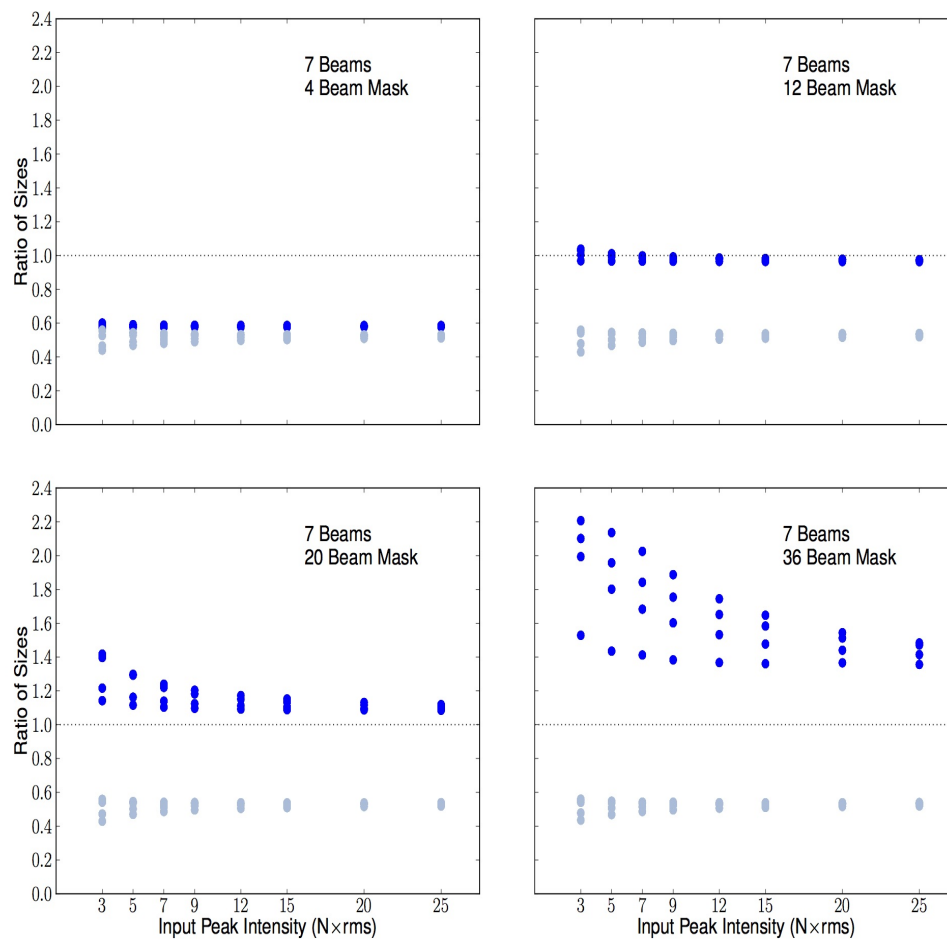 2.4
2.2
2.0
1.8
1.6
1.4
1.2
1.0
0.8
0.6
0.4
0.2
0.0
Ratio of Sizes
7 Beams
4 Beam Mask
7 Beams
12 Beam Mask
2.4
2.2
2.0
1.8
1.6
1.4
1.2
1.0
0.8
0.6
0.4
0.2
0.0
Ratio of Sizes
7 Beams
20 Beam Mask
3 5 7 9 12 15 20 25
Input Peak Intensity (N×rms)
7 Beams
36 Beam Mask
3 5 7 9 12 15 20 25
Input Peak Intensity (N×rms)